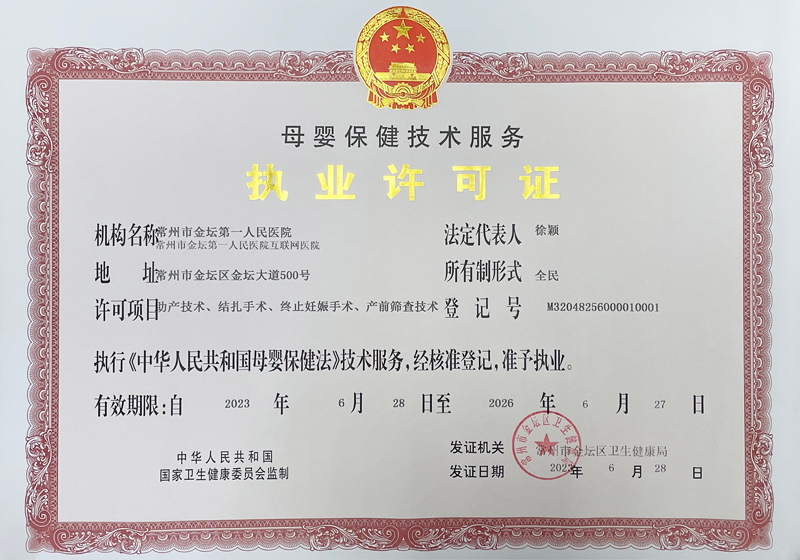 母婴保健技术服务
执业许可证
机构名称 常州市金坛第一人民医院
常州市金坛第一人民医院互联网医院
法定代表人 徐颖
地址 常州市金坛区金坛大道500号
所有制形式 全民
许可项目 助产技术、结扎手术、终止妊娠手术、产前筛查技术
登记号 M32048256000010001
执行《中华人民共和国母婴保健法》技术服务,经核准登记,准予执业。
有效期限:自 2023 年 6 月 28 日至 2026 年 6 月 27 日
中华人民共和国
国家卫生健康委员会监制
发证机关 常州市金坛区卫生健康局
发证日期 2023 年 6 月 28 日